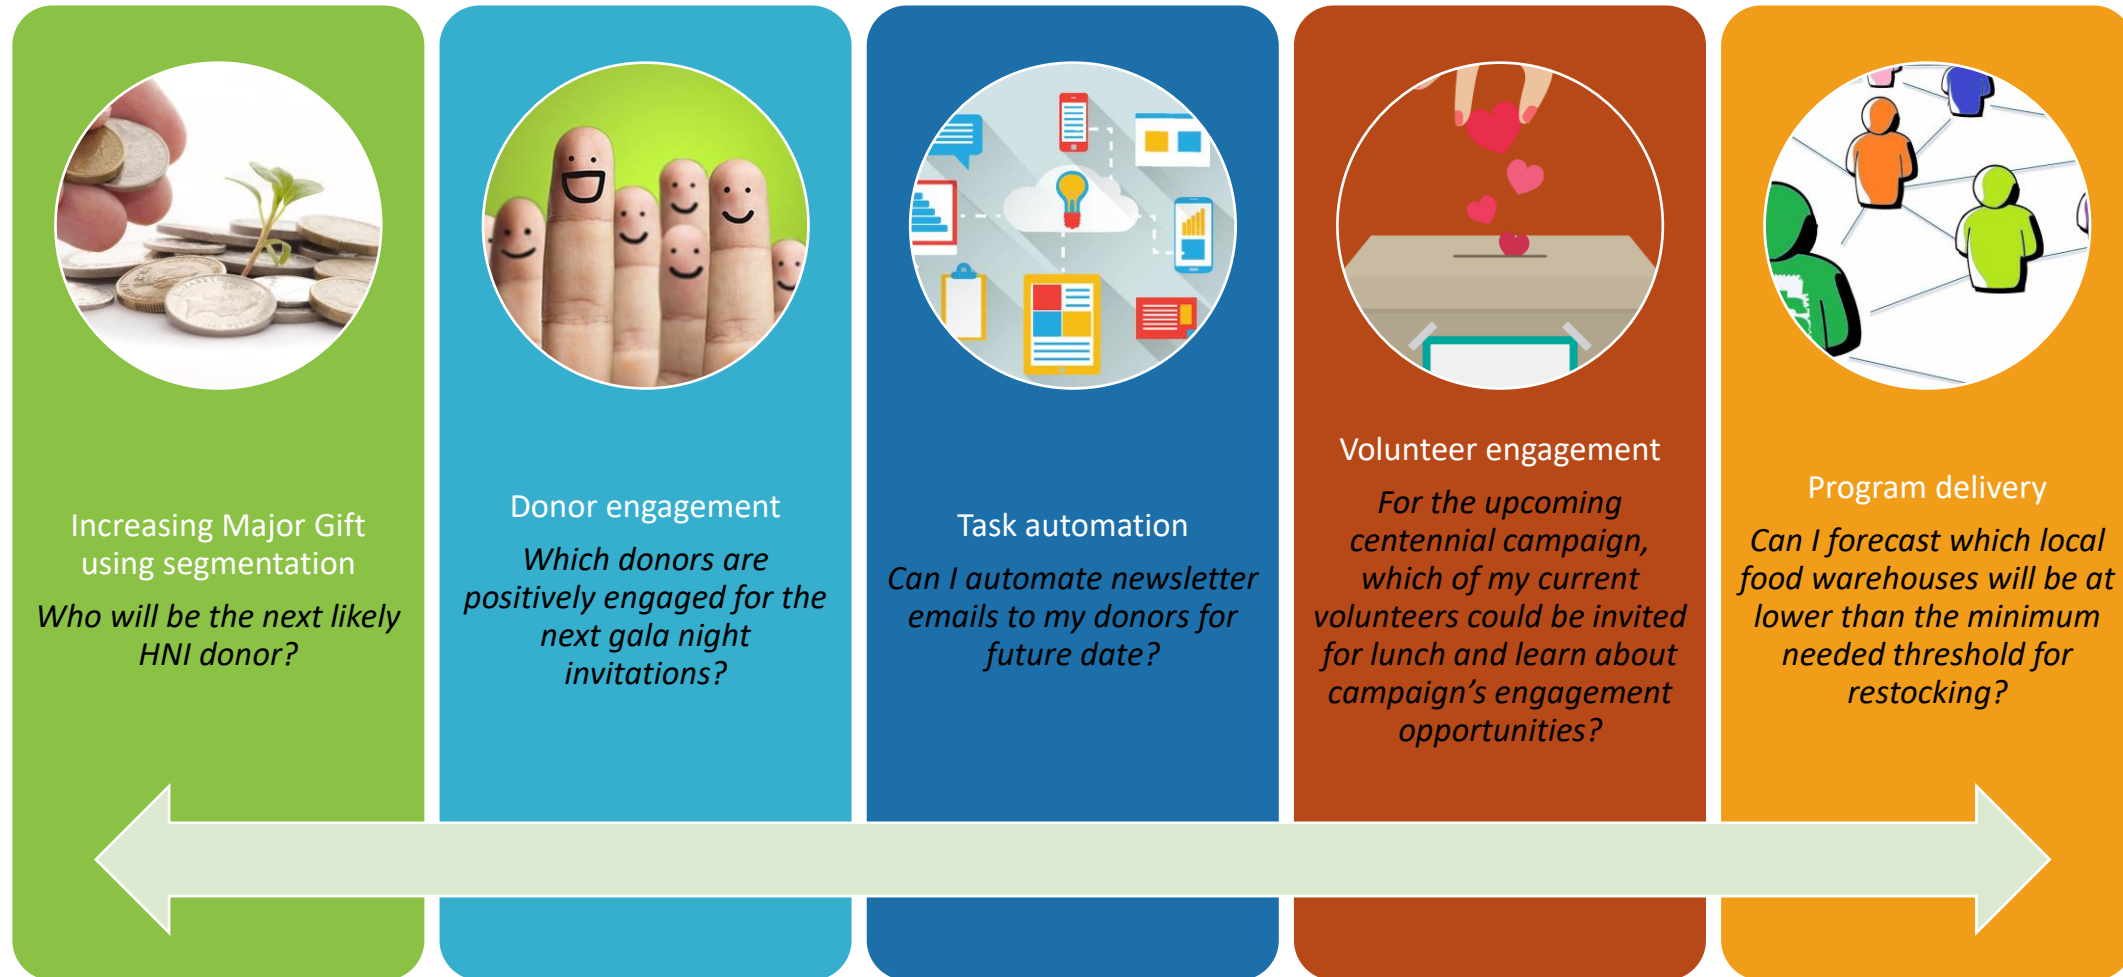 Increasing Major Gift
using segmentation
Who will be the next likely
HNI donor?
Donor engagement
Which donors are
positively engaged for the
next gala night
invitations?
Task automation
Can I automate newsletter
emails to my donors for
future date?
Volunteer engagement
For the upcoming
centennial campaign,
which of my current
volunteers could be invited
for lunch and learn about
campaign’s engagement
opportunities?
Program delivery
Can I forecast which local
food warehouses will be at
lower than the minimum
needed threshold for
restocking?